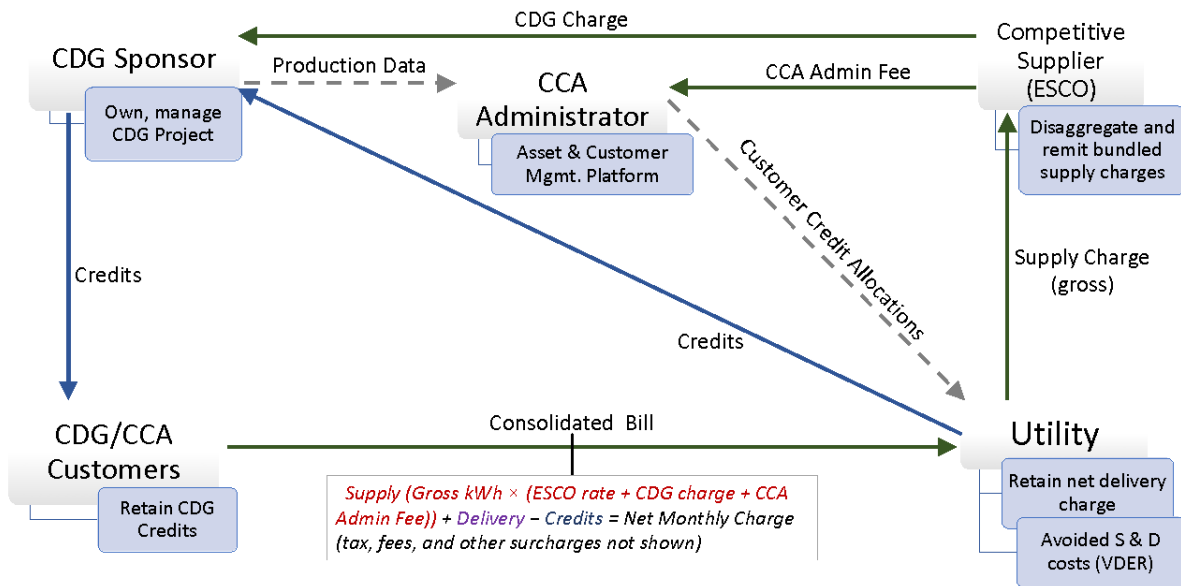 CDG Charge
CDG Sponsor
Production Data
Own, manage
CDG Project
CCA
Administrator
Asset & Customer
Mgmt. Platform
CCA Admin Fee
Competitive
Supplier
(ESCO)
Disaggregate and
remit bundled
supply charges
Customer Credit Allocations
Supply Charge
(gross)
Credits
Credits
CDG/CCA
Customers
Retain CDG
Credits
Consolidated Bill
Supply (Gross kWh × (ESCO rate + CDG charge + CCA
Admin Fee)) + Delivery – Credits = Net Monthly Charge
(tax, fees, and other surcharges not shown)
Utility
Retain net delivery
charge
Avoided S & D
costs (VDER)